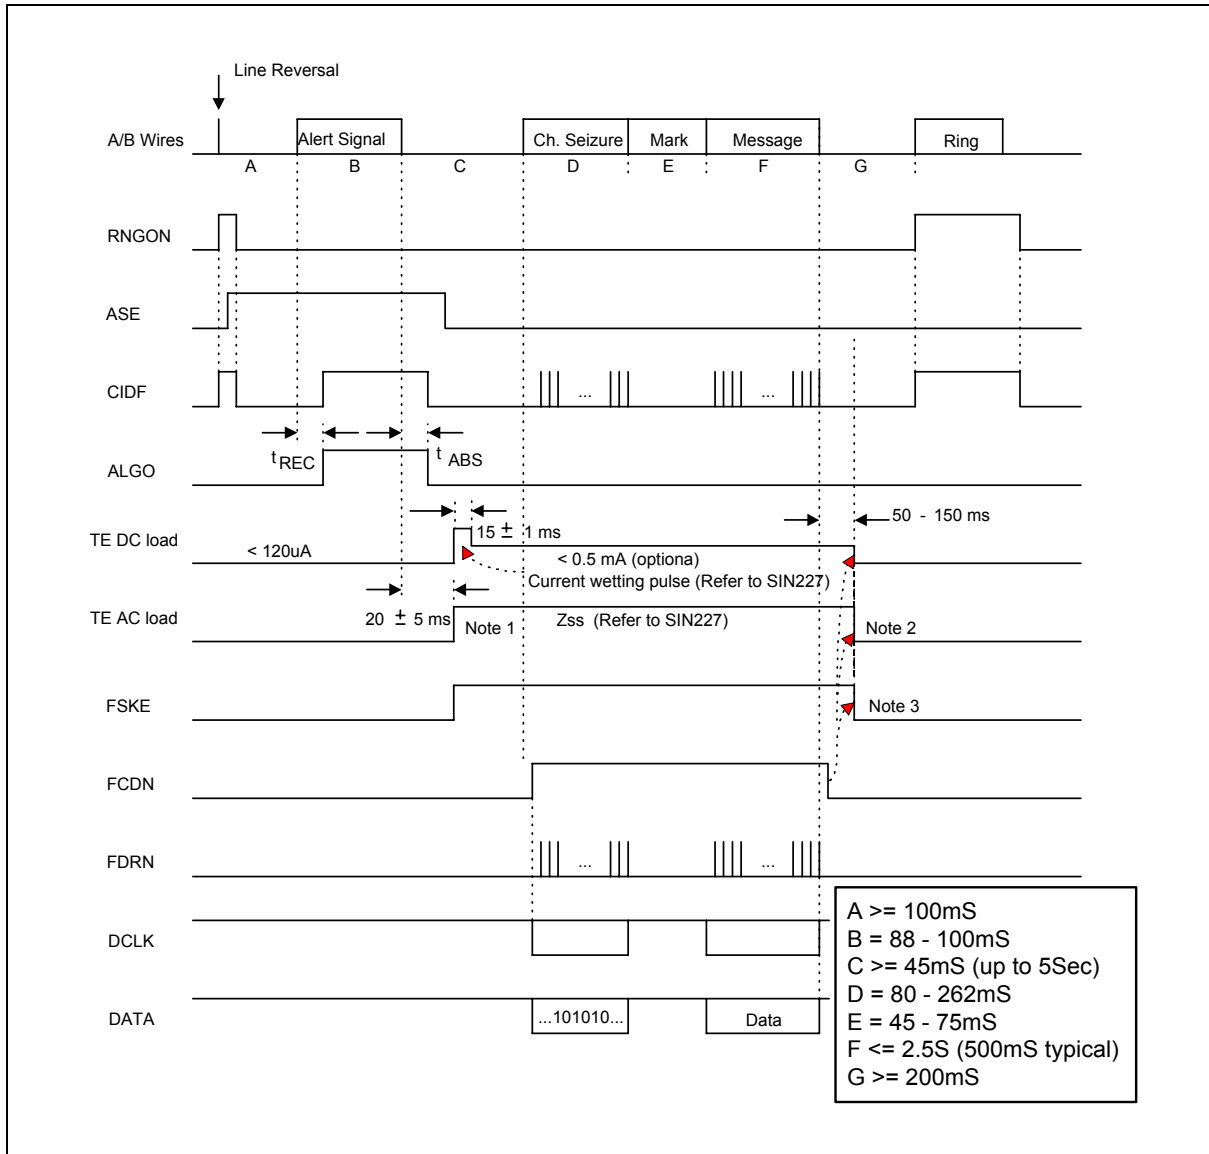 Line Reversal
A/B Wires
Alert Signal
Ch. Seizure
Mark
Message
Ring
A
B
C
D
E
F
G
RNGON
ASE
CIDF
...
...
tREC
tABS
ALGO
15 ± 1 ms
50 - 150 ms
TE DC load
< 120uA
< 0.5 mA (optiona)
Current wetting pulse (Refer to SIN227)
TE AC load
20 ± 5 ms
Note 1
Zss (Refer to SIN227)
Note 2
FSKE
Note 3
FCDN
FDRN
...
...
DCLK
DATA
...101010...
Data
A >= 100mS
B = 88 - 100mS
C >= 45mS (up to 5Sec)
D = 80 - 262mS
E = 45 - 75mS
F <= 2.5S (500mS typical)
G >= 200mS